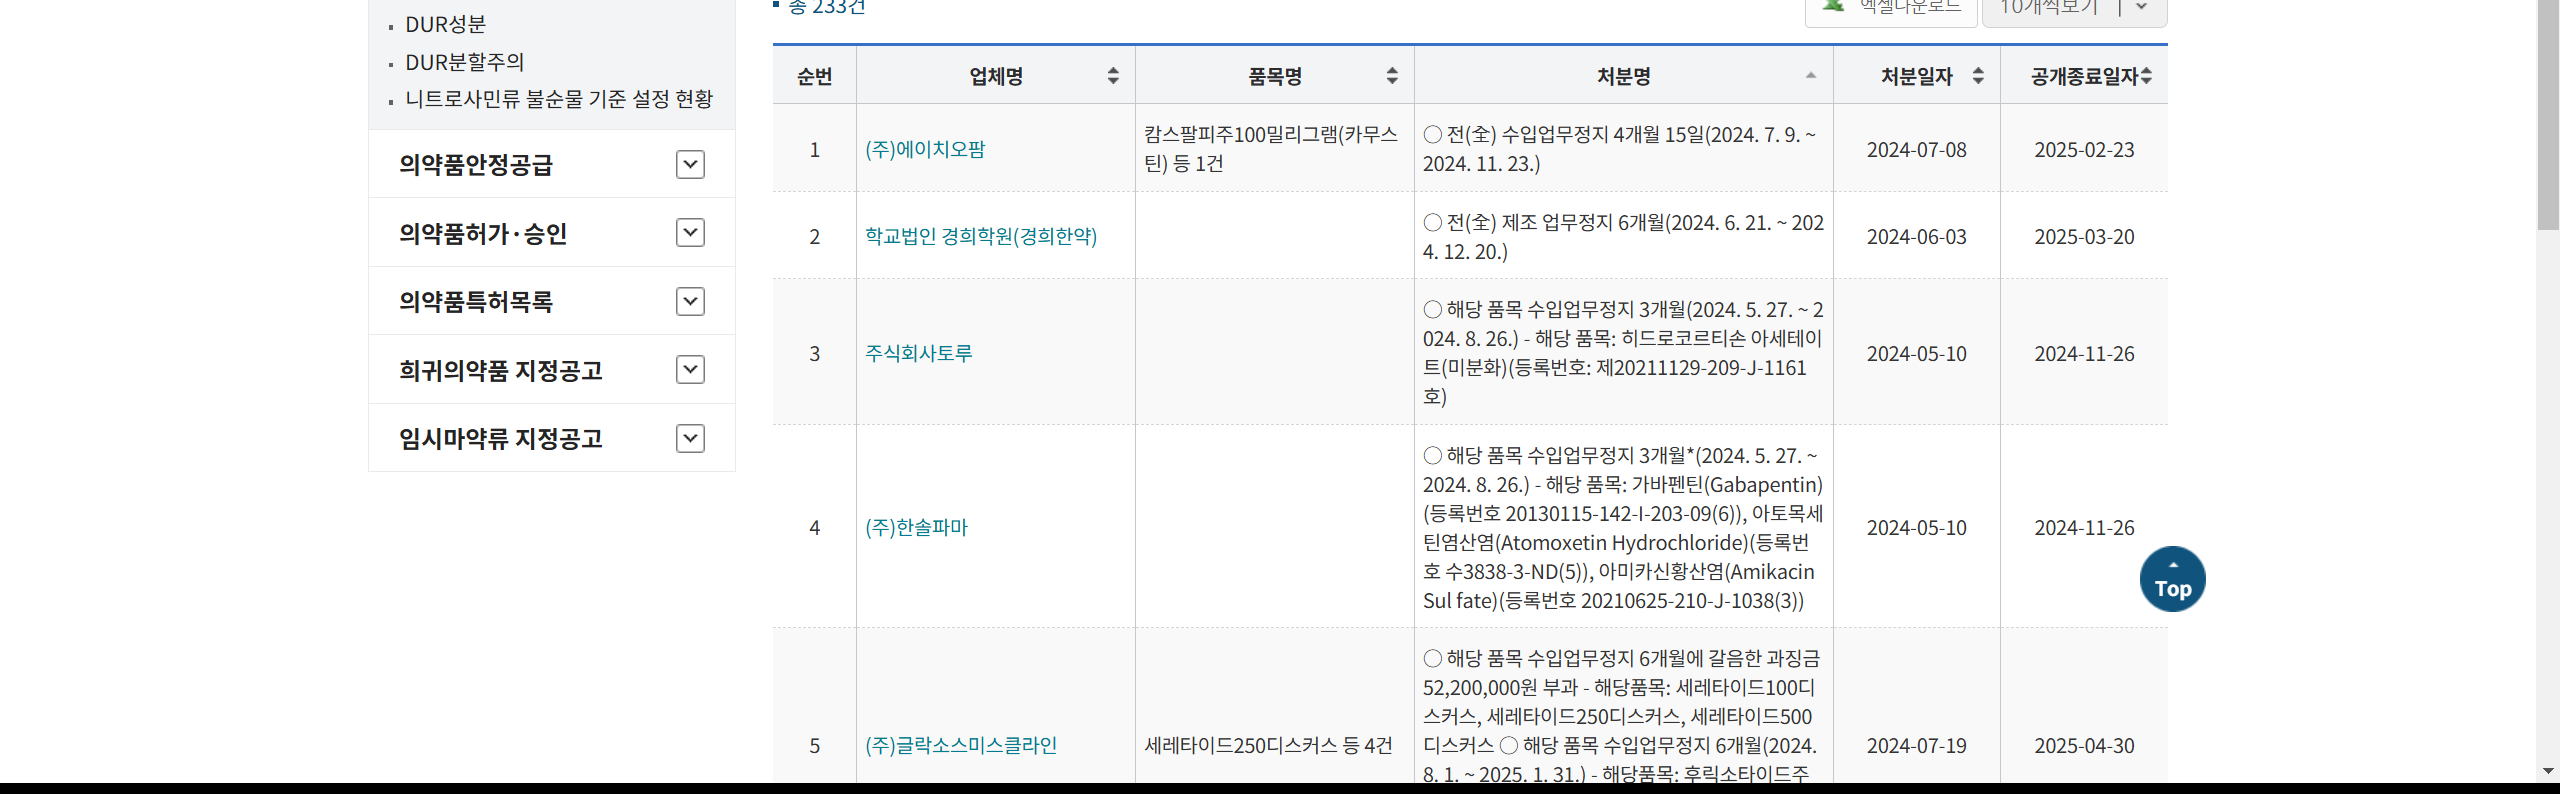 DUR성분
DUR분할주의
니트로사민류 불순물 기준 설정 현황
의약품안정공급
의약품허가·승인
의약품특허목록
희귀의약품 지정공고
임시마약류 지정공고
총 233건
엑셀다운로드
10개씩보기
순번
업체명
품목명
처분명
처분일자
공개종료일자
1
(주)에이치오팜
캄스팔피주100밀리그램(카무스
틴) 등 1건
○ 전(全) 수입업무정지 4개월 15일(2024. 7. 9. ~
2024. 11. 23.)
2024-07-08
2025-02-23
2
학교법인 경희학원(경희한약)
○ 전(全) 제조 업무정지 6개월(2024. 6. 21. ~ 202
4. 12. 20.)
2024-06-03
2025-03-20
3
주식회사토루
○ 해당 품목 수입업무정지 3개월(2024. 5. 27. ~ 2
024. 8. 26.) - 해당 품목: 히드로코르티손 아세테이
트(미분화)(등록번호: 제20211129-209-J-1161
호)
2024-05-10
2024-11-26
4
(주)한솔파마
○ 해당 품목 수입업무정지 3개월*(2024. 5. 27. ~
2024. 8. 26.) - 해당 품목: 가바펜틴(Gabapentin)
(등록번호 20130115-142-I-203-09(6)), 아토목세
틴염산염(Atomoxetin Hydrochloride)(등록번
호 수3838-3-ND(5)), 아미카신황산염(Amikacin
Sul fate)(등록번호 20210625-210-J-1038(3))
2024-05-10
2024-11-26
5
(주)글락소스미스클라인
세레타이드250디스커스 등 4건
○ 해당 품목 수입업무정지 6개월에 갈음한 과징금
52,200,000원 부과 - 해당품목: 세레타이드100디
스커스, 세레타이드250디스커스, 세레타이드500
디스커스 ○ 해당 품목 수입업무정지 6개월(2024.
8. 1. ~ 2025. 1. 31.) - 해당품목: 후릭소타이드주
2024-07-19
2025-04-30
Top